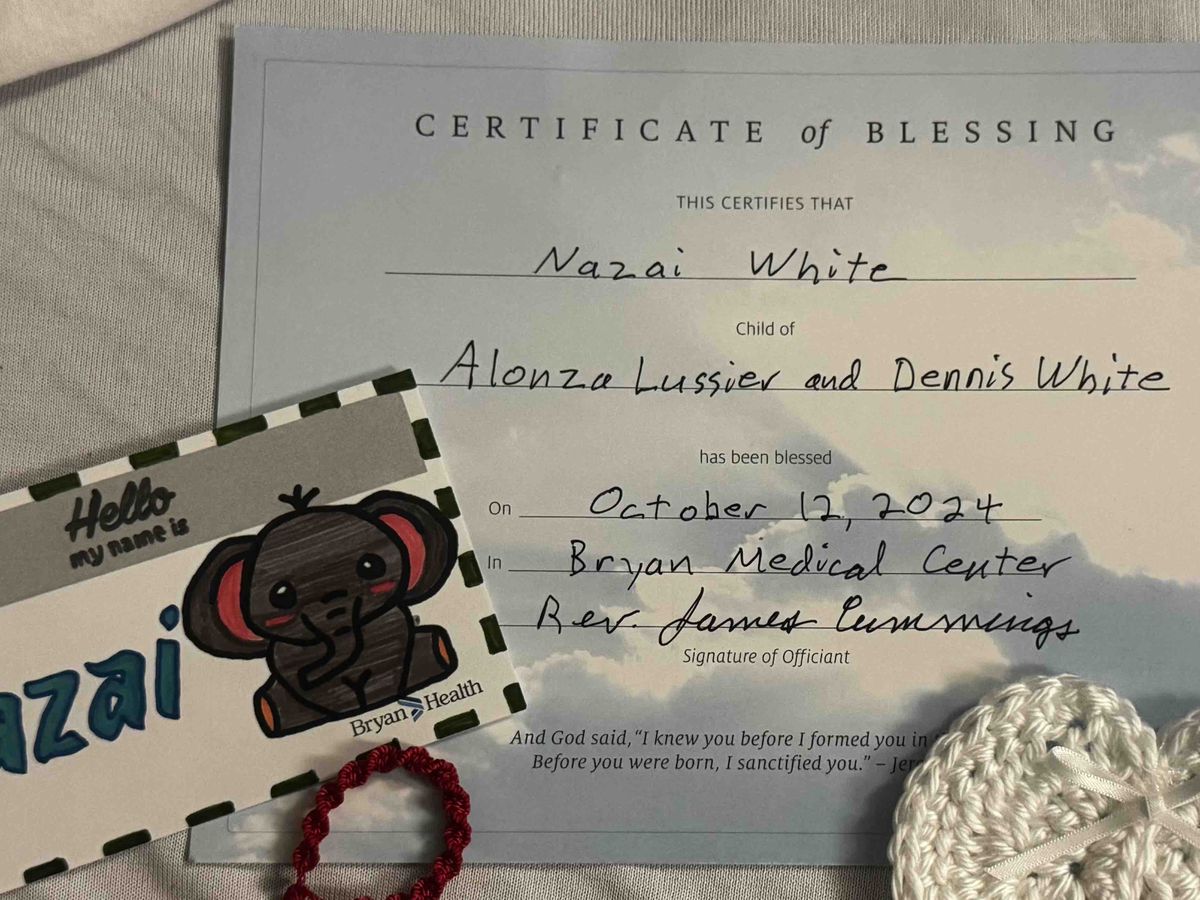 CERTIFICATE of BLESSING
THIS CERTIFIES THAT
Nazai White
Child of
Alonza Lussier and Dennis White
has been blessed
On October 12, 2024
In Bryan Medical Center
Rev. James Cummings
Signature of Officiant
And God said, “I knew you before I formed you in
Before you were born, I sanctified you.” – Jer
Hello
my name is
azai
Bryan Health